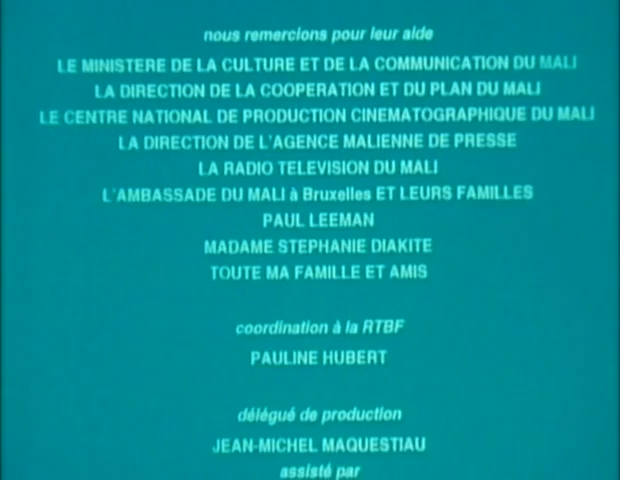 nous remercions pour leur aide
LE MINISTERE DE LA CULTURE ET DE LA COMMUNICATION DU MALI
LA DIRECTION DE LA COOPERATION ET DU PLAN DU MALI
LE CENTRE NATIONAL DE PRODUCTION CINEMATOGRAPHIQUE DU MALI
LA DIRECTION DE L'AGENCE MALIENNE DE PRESSE
LA RADIO TELEVISION DU MALI
L'AMBASSADE DU MALI à Bruxelles ET LEURS FAMILLES
PAUL LEEMAN
MADAME STEPHANIE DIAKITE
TOUTE MA FAMILLE ET AMIS
coordination à la RTBF
PAULINE HUBERT
délégué de production
JEAN-MICHEL MAQUESTIAU
assisté par